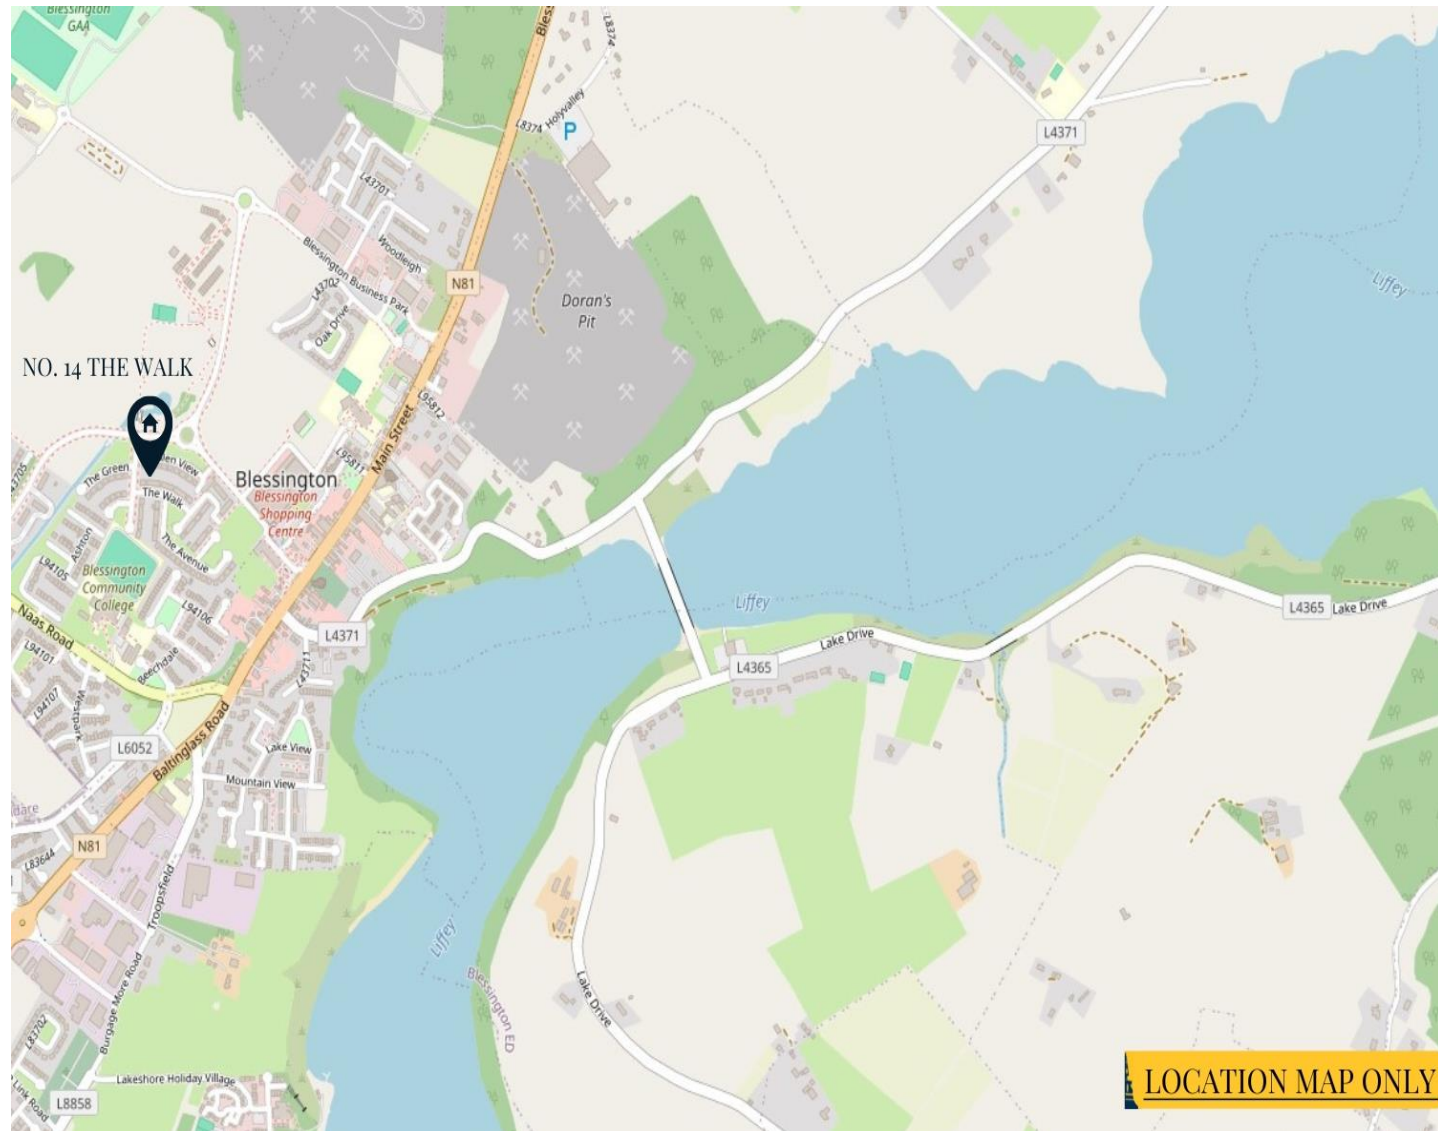 Blessington
GAA
Bles
L8374
L8374
Holyvalley
P
L4371
L43701
Woodleigh
Blessington Business Park
N81
L43702
Oak Drive
Doran's
Pit
Liffey
NO. 14 THE WALK
L95812
Main Street
L95811
The Green
The Walk
Blessington
Blessington
Shopping
Centre
Ashton
The Avenue
L94105
Blessington
Community
College
L94106
Naas Road
L4371
Liffey
L4365
Lake Drive
L4365
Lake Drive
L94101
Beechdale
L43711
L94107
Westpark
L6052
Baltinglass Road
Lake View
Mountain View
N81
L83644
Troopsfield
Liffey
Blessington ED
Lake Drive
Burgage More Road
L83702
Lakeshore Holiday Village
Link Road
L8858
LOCATION MAP ONLY